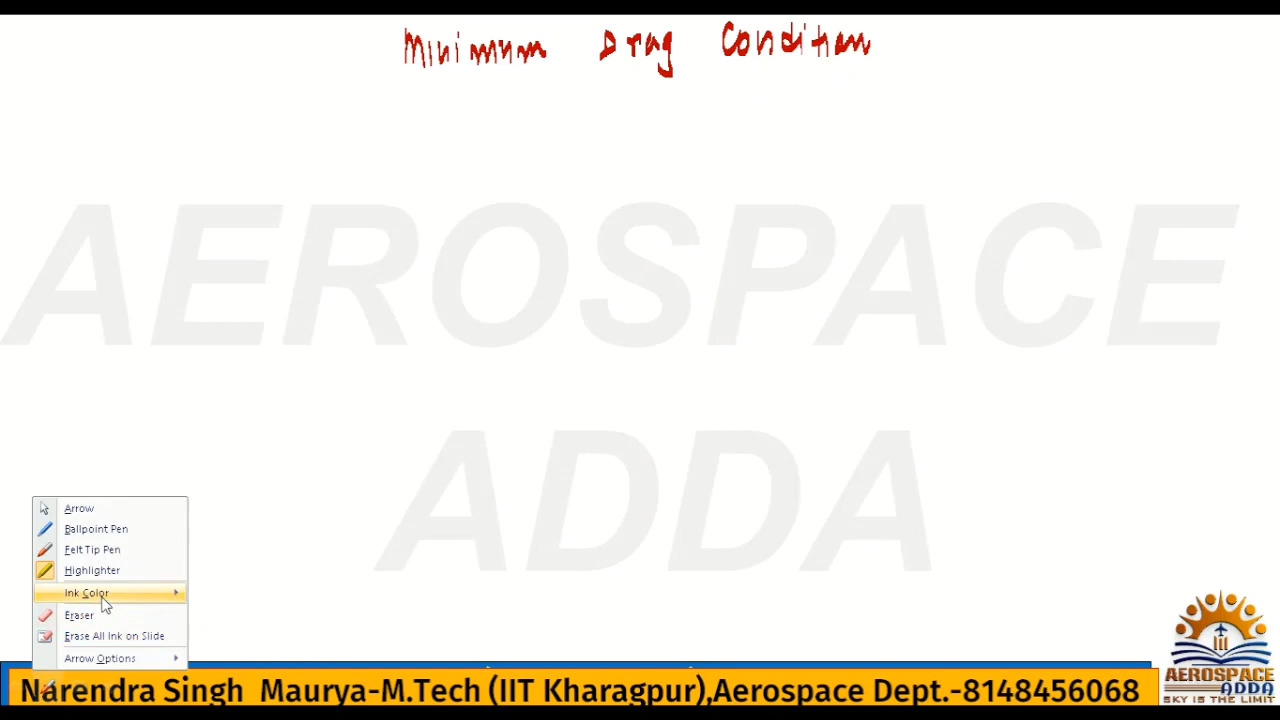 Minimum Drag Condition
AEROSPACE
ADDA
Arrow
Ballpoint Pen
Felt Tip Pen
Highlighter
Ink Color
Eraser
Erase All Ink on Slide
Arrow Options
Narendra Singh Maurya-M.Tech (IIT Kharagpur),Aerospace Dept.-8148456068
AEROSPACE
ADDA
SKY IS THE LIMIT